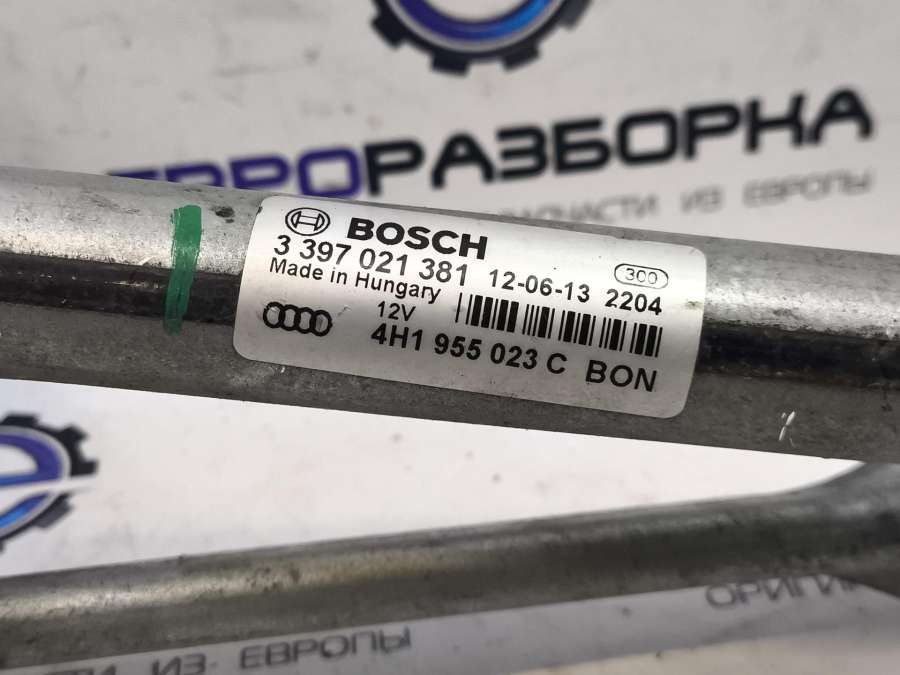 ЕВРОРАЗБОРКА
ЗАПЧАСТИ ИЗ ЕВРОПЫ
BOSCH
3 397 021 381 12-06-13 2204
300
Made in Hungary
12V
4H1 955 023 C BON
ИЗ ЕВРОПЫ